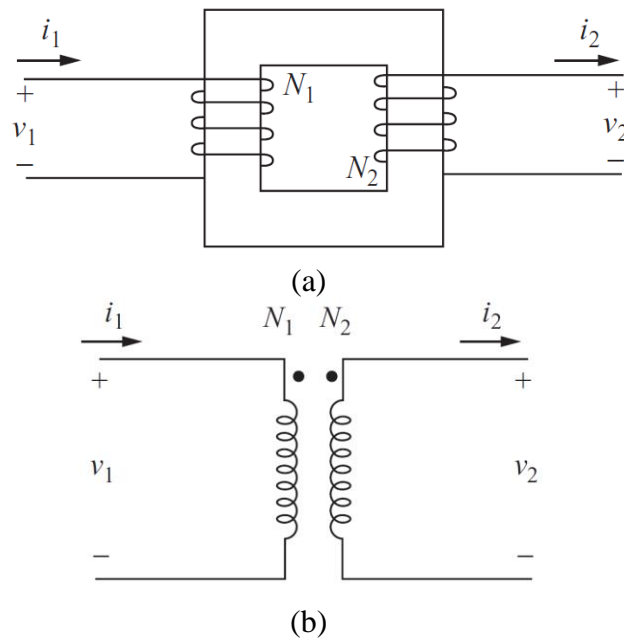 i₁ i₂
+ N₁ +
v₁ v₂
− N₂ −
(a)
i₁ N₁ N₂ i₂
+ +
v₁ v₂
− −
(b)